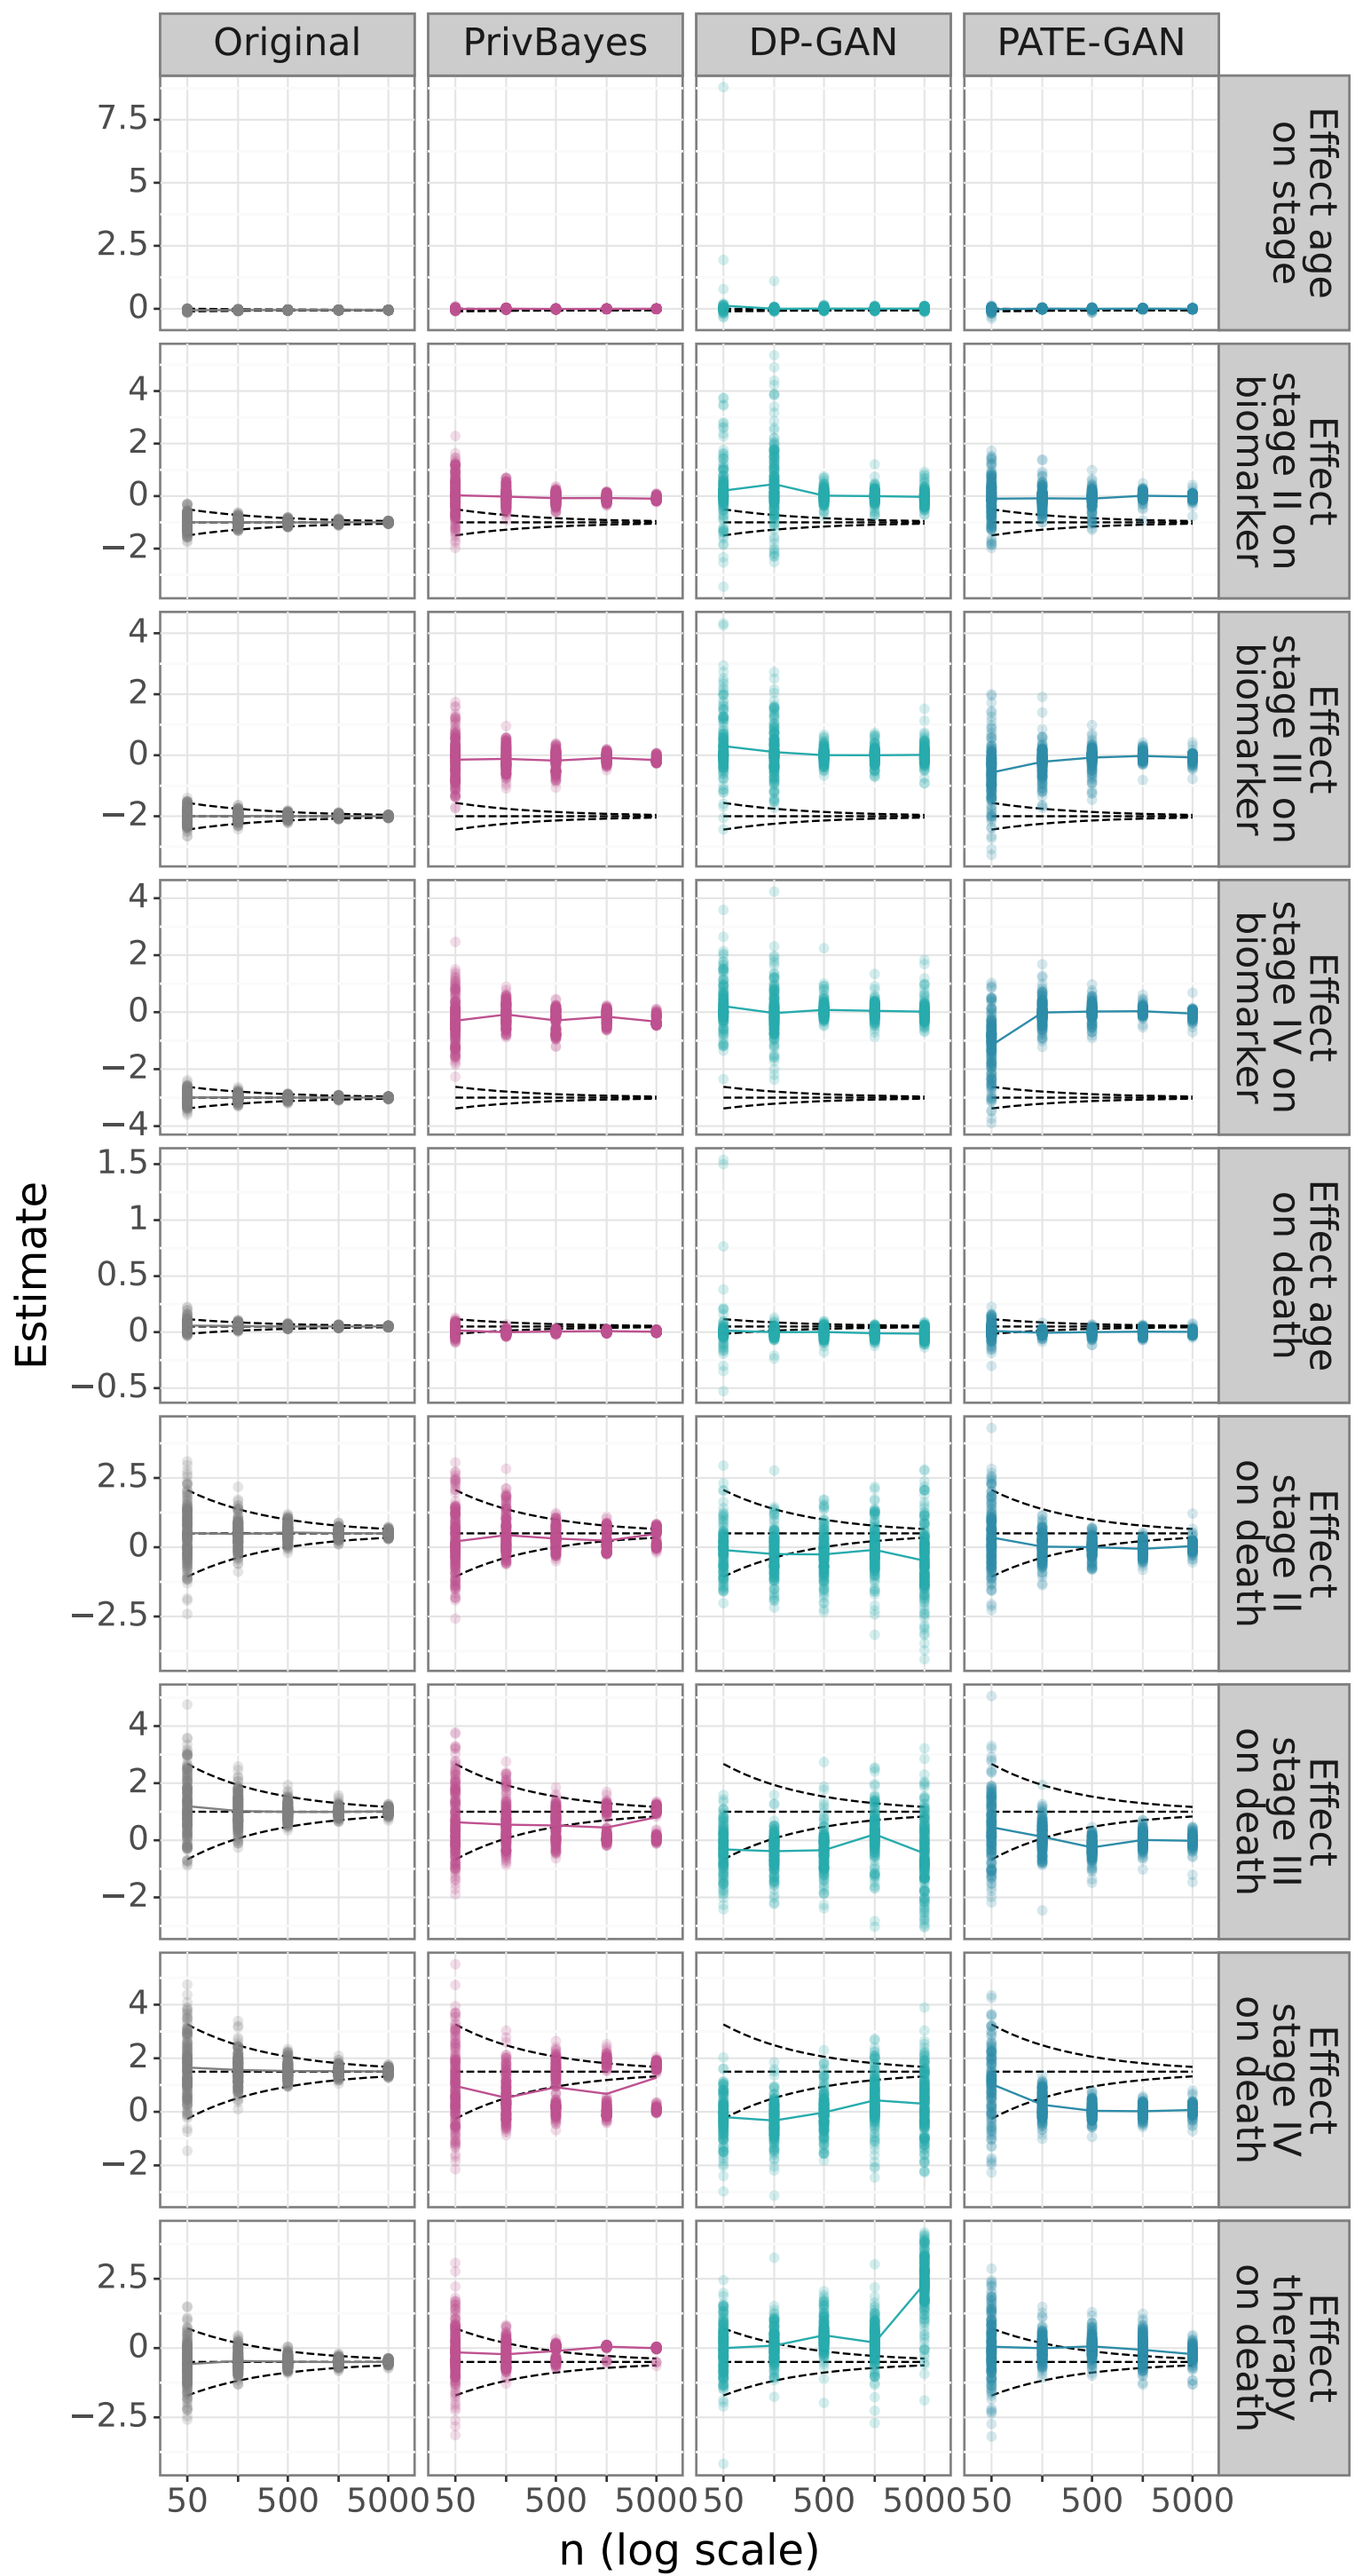 Original PrivBayes DP-GAN PATE-GAN
7.5
5
2.5
0
Effect age
on stage
4
2
0
−2
Effect
stage II on
biomarker
4
2
0
−2
Effect
stage III on
biomarker
4
2
0
−2
−4
Effect
stage IV on
biomarker
1.5
1
0.5
0
−0.5
Effect age
on death
2.5
0
−2.5
Effect
stage II
on death
4
2
0
−2
Effect
stage III
on death
4
2
0
−2
Effect
stage IV
on death
2.5
0
−2.5
Effect
therapy
on death
Estimate
50 500 5000 50 500 5000 50 500 5000 50 500 5000
n (log scale)